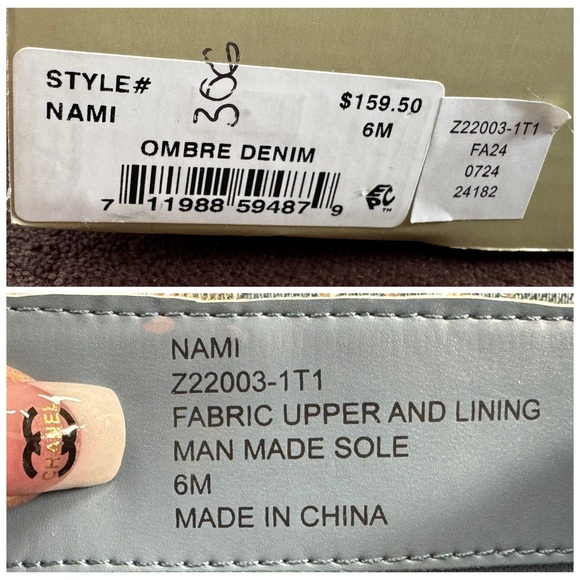 STYLE#
NAMI
$159.50
6M
OMBRE DENIM
7 11988 59487 9
EPC™
Z22003-1T1
FA24
0724
24182
NAMI
Z22003-1T1
FABRIC UPPER AND LINING
MAN MADE SOLE
6M
MADE IN CHINA
CHANEL